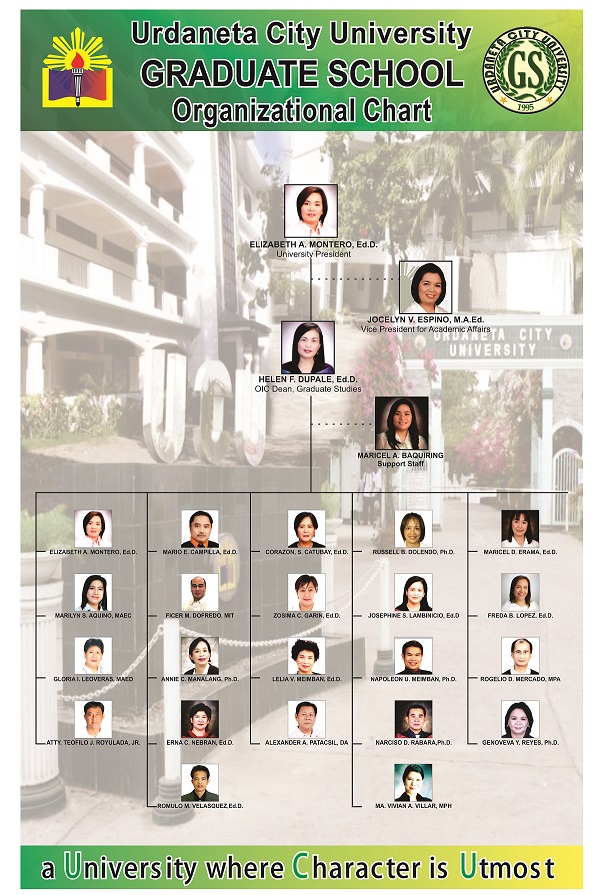 Urdaneta City University
GRADUATE SCHOOL
Organizational Chart
URDANETA CITY UNIVERSITY
GS
1995
ELIZABETH A. MONTERO, Ed.D.
University President
JOCELYN V. ESPINO, M.A.Ed.
Vice President for Academic Affairs
URDANETA CITY
UNIVERSITY
HELEN F. DUPALE, Ed.D.
OIC Dean, Graduate Studies
UCU
MARICEL A. BAQUIRING
Support Staff
ELIZABETH A. MONTERO, Ed.D.
MARIO E. CAMPILLA, Ed.D.
CORAZON, S. CATUBAY, Ed.D.
RUSSELL B. DOLENDO, Ph.D.
MARICEL D. ERAMA, Ed.D.
MARILYN S. AQUINO, MAEC
FICER M. DOFREDO, MIT
ZOSIMA C. GARIN, Ed.D.
JOSEPHINE S. LAMBINICIO, Ed.D
FREDA B. LOPEZ, Ed.D.
GLORIA I. LEOVERAS, MAED
ANNIE C. MANALANG, Ph.D.
LELIA V. MEIMBAN, Ed.D.
NAPOLEON U. MEIMBAN, Ph.D.
ROGELIO D. MERCADO, MPA
ATTY. TEOFILO J. ROYULADA, JR.
ERNA C. NEBRAN, Ed.D.
ALEXANDER A. PATACSIL, DA
NARCISO D. RABARA,Ph.D.
GENOVEVA Y. REYES, Ph.D.
ROMULO M. VELASQUEZ,Ed.D.
MA. VIVIAN A. VILLAR, MPH
a University where Character is Utmost